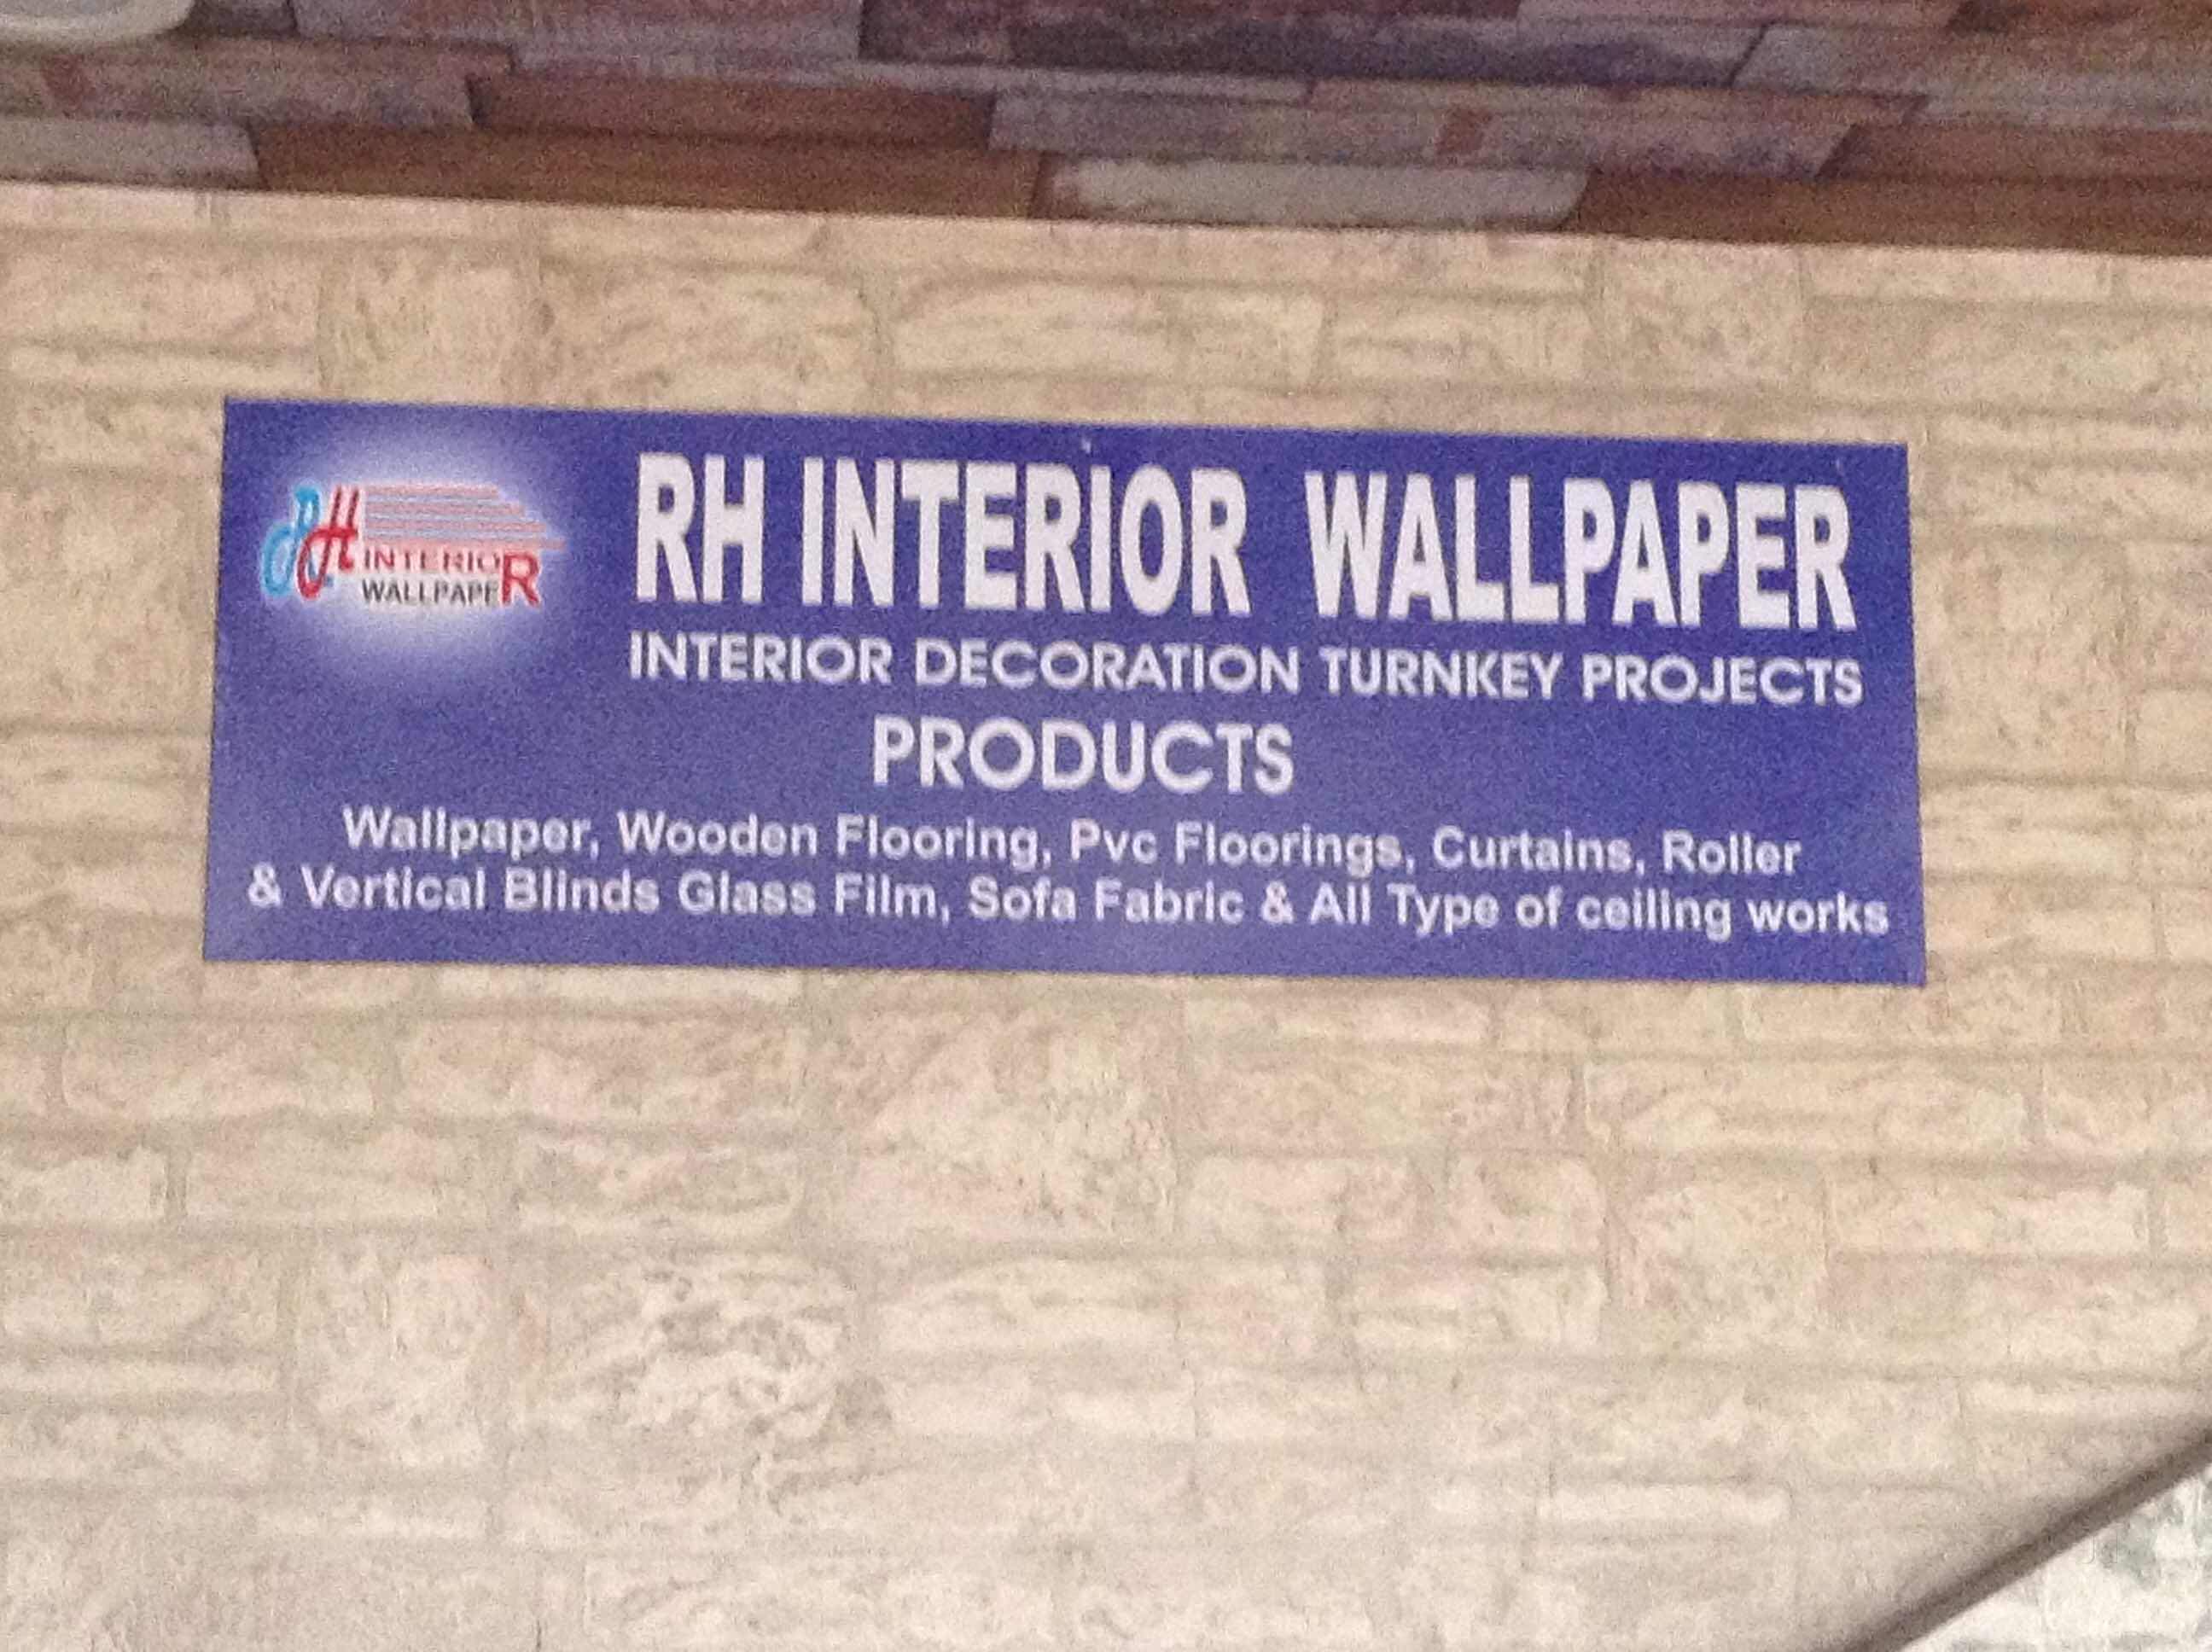 RH INTERIOR
WALLPAPER
RH INTERIOR WALLPAPER
INTERIOR DECORATION TURNKEY PROJECTS
PRODUCTS
Wallpaper, Wooden Flooring, Pvc Floorings, Curtains, Roller
& Vertical Blinds Glass Film, Sofa Fabric & All Type of ceiling works